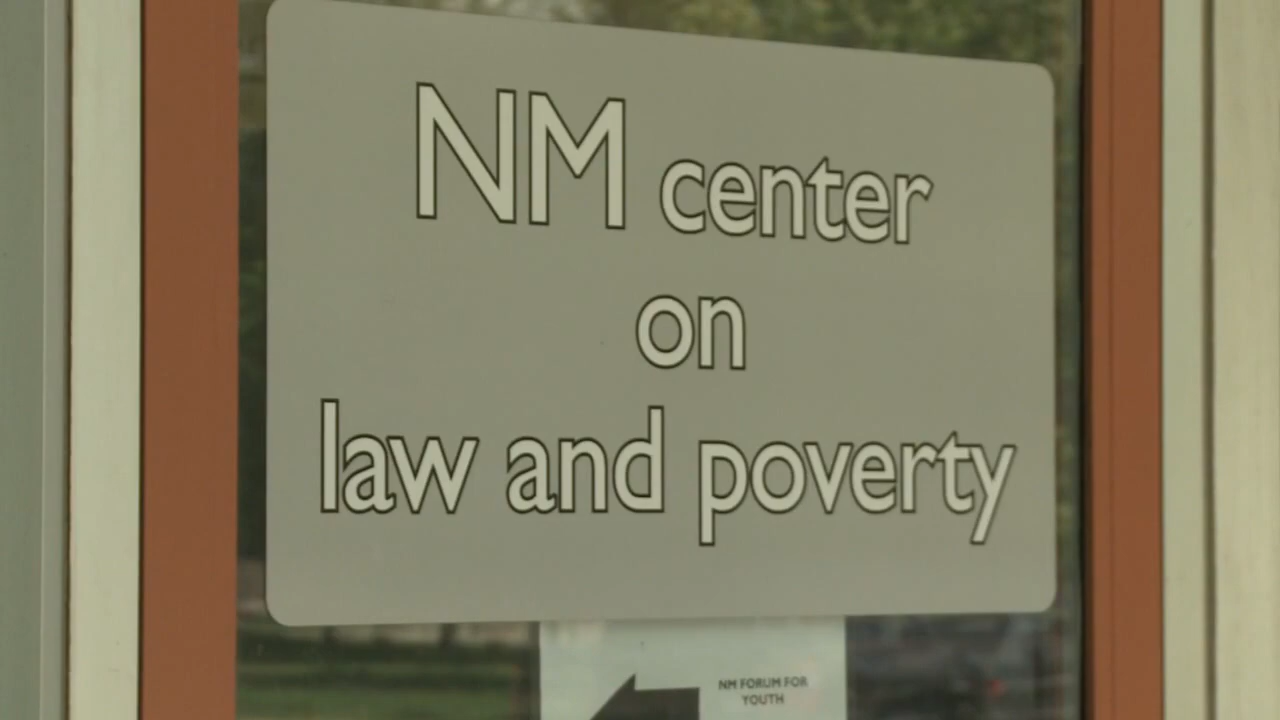 NM center
on
law and poverty
NM FORUM FOR
YOUTH